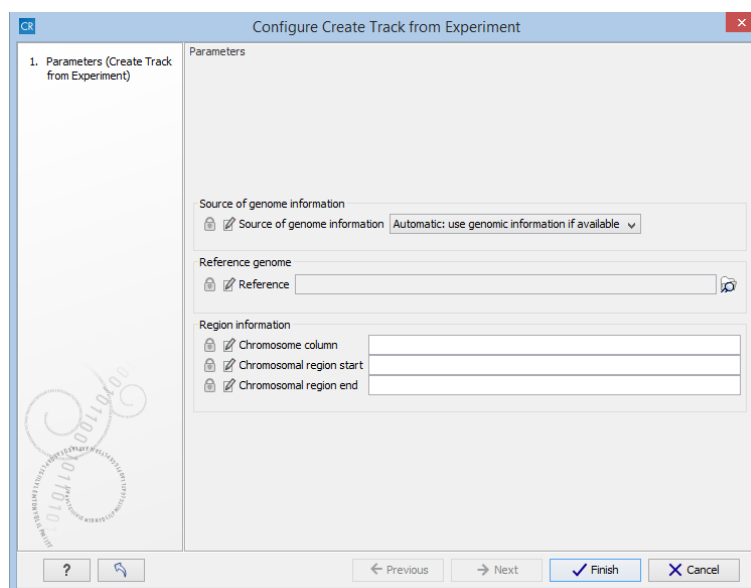 CR
Configure Create Track from Experiment
1. Parameters (Create Track
from Experiment)
Parameters
Source of genome information
Source of genome information Automatic: use genomic information if available
Reference genome
Reference
Region information
Chromosome column
Chromosomal region start
Chromosomal region end
? Previous Next Finish Cancel